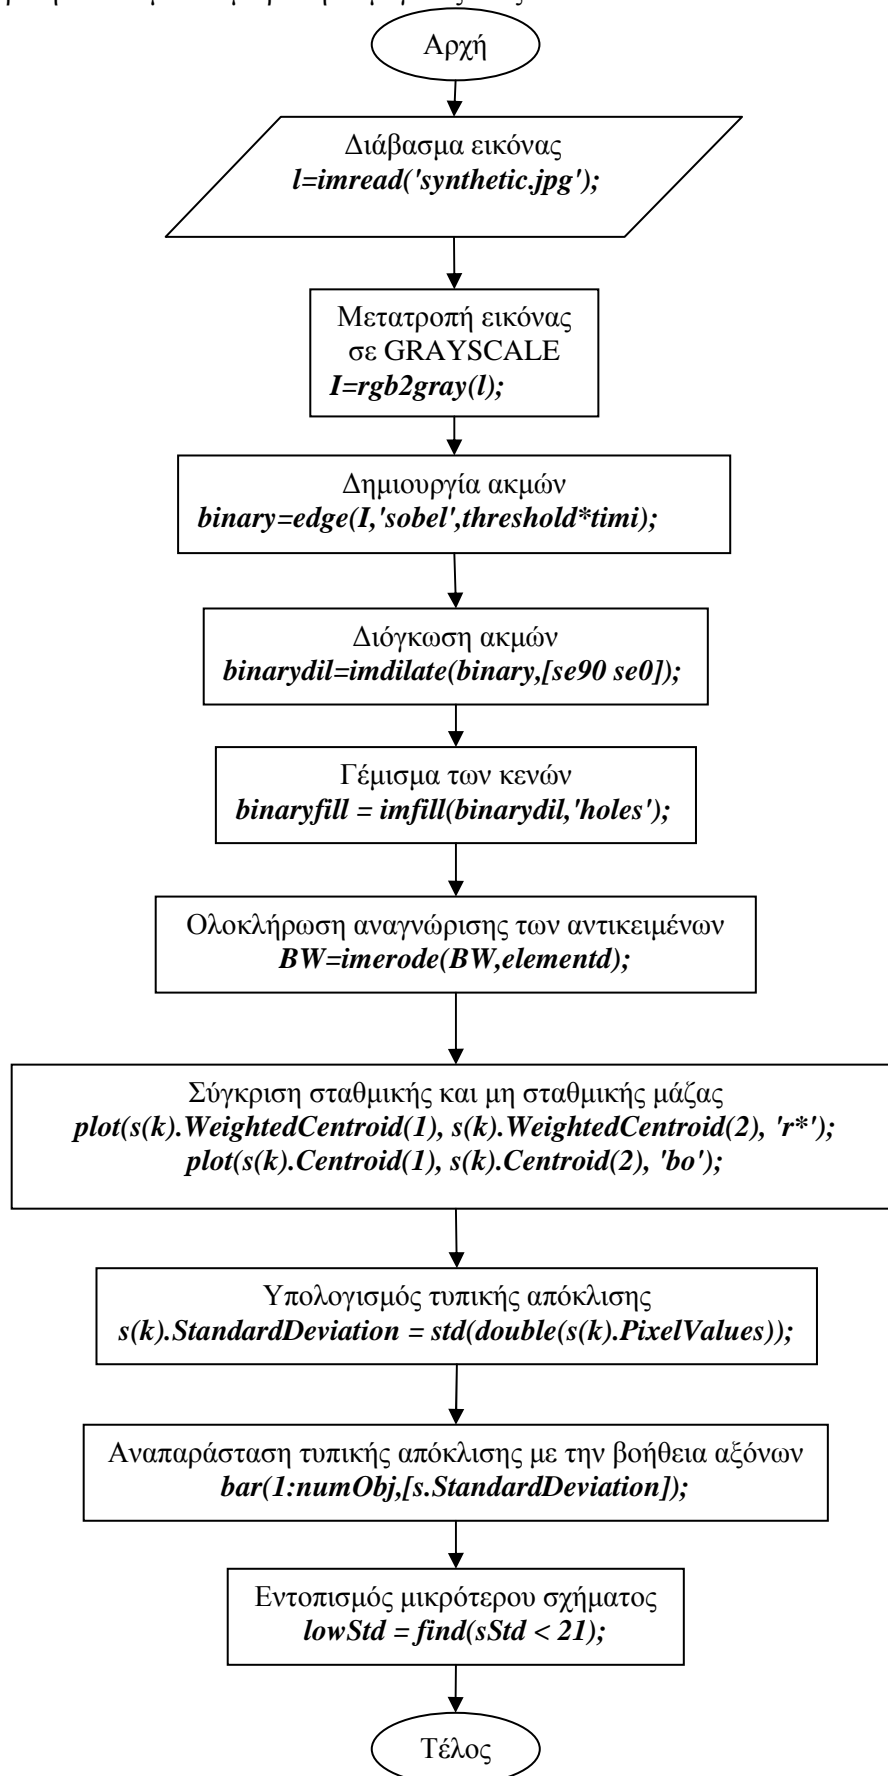 Αρχή
Διάβασμα εικόνας
l=imread('synthetic.jpg');
Μετατροπή εικόνας
σε GRAYSCALE
I=rgb2gray(l);
Δημιουργία ακμών
binary=edge(I,'sobel',threshold*timi);
Διόγκωση ακμών
binarydil=imdilate(binary,[se90 se0]);
Γέμισμα των κενών
binaryfill = imfill(binarydil,'holes');
Ολοκλήρωση αναγνώρισης των αντικειμένων
BW=imerode(BW,elementd);
Σύγκριση σταθμικής και μη σταθμικής μάζας
plot(s(k).WeightedCentroid(1), s(k).WeightedCentroid(2), 'r*');
plot(s(k).Centroid(1), s(k).Centroid(2), 'bo');
Υπολογισμός τυπικής απόκλισης
s(k).StandardDeviation = std(double(s(k).PixelValues));
Αναπαράσταση τυπικής απόκλισης με την βοήθεια αξόνων
bar(1:numObj,[s.StandardDeviation]);
Εντοπισμός μικρότερου σχήματος
lowStd = find(sStd < 21);
Τέλος